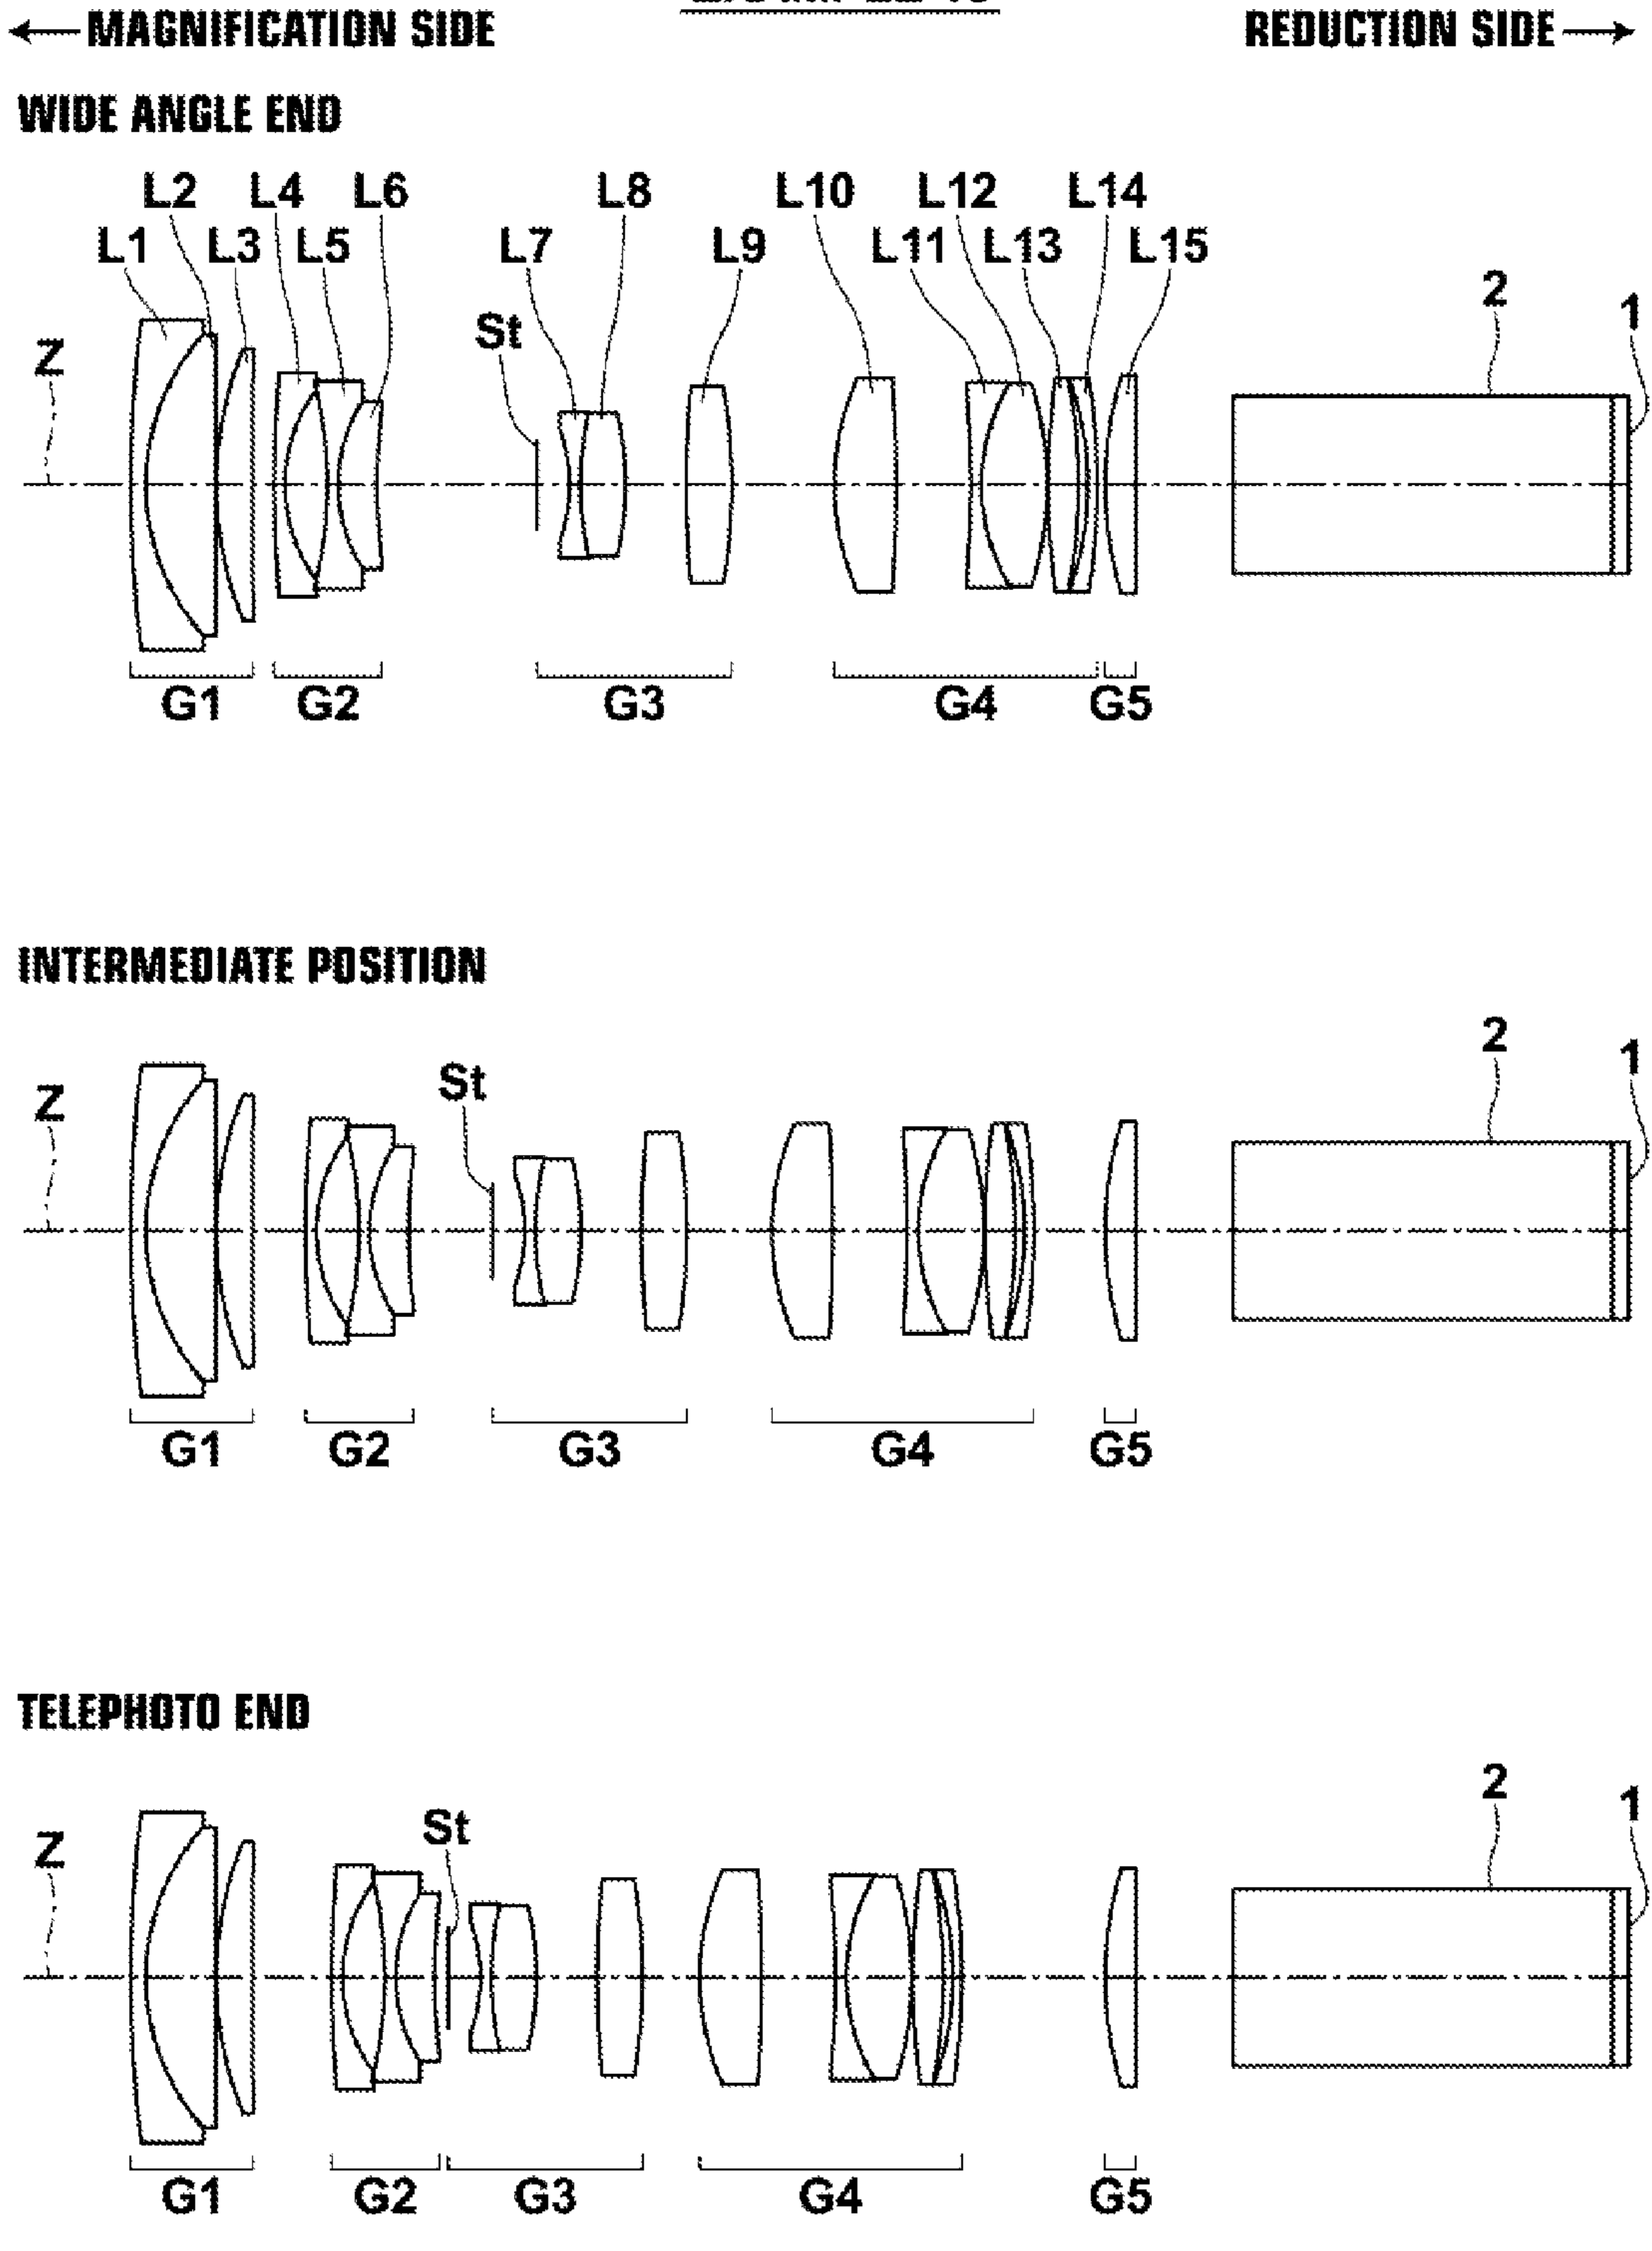 ← MAGNIFICATION SIDE REDUCTION SIDE →
WIDE ANGLE END
L2 L4 L6 L8 L10 L12 L14
L1 L3 L5 L7 L9 L11 L13 L15
St 2 1
Z
G1 G2 G3 G4 G5
INTERMEDIATE POSITION
St 2 1
Z
G1 G2 G3 G4 G5
TELEPHOTO END
St 2 1
Z
G1 G2 G3 G4 G5